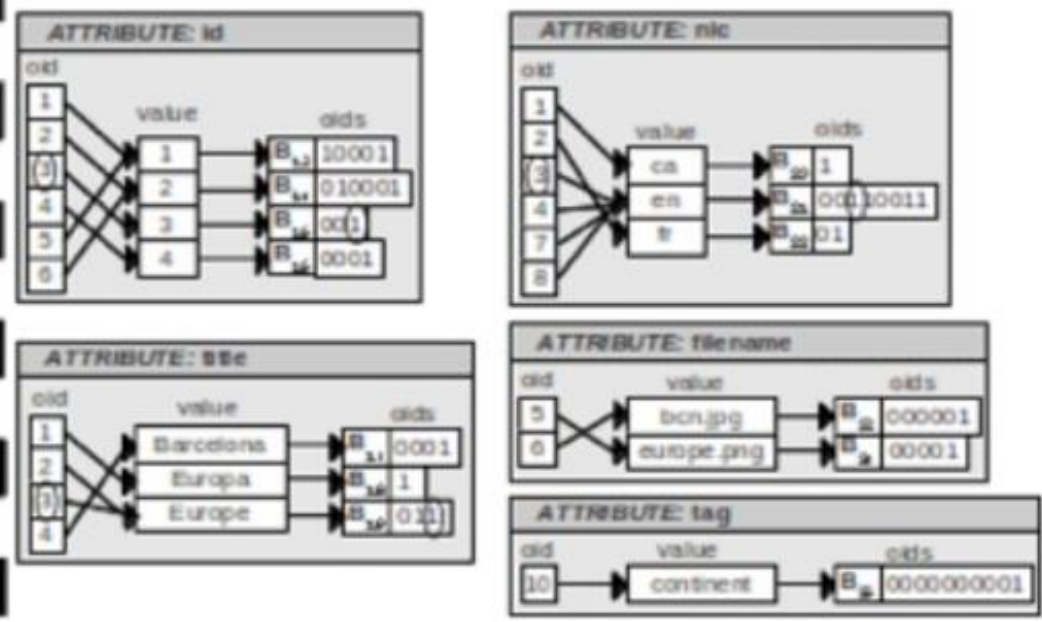 ATTRIBUTE: id
oid
value
oids
1
2
3
4
5
6
1
2
3
4
10001
010001
001
0001
ATTRIBUTE: nlc
oid
value
oids
1
2
3
4
7
8
ca
en
fr
1
00110011
01
ATTRIBUTE: title
oid
value
oids
1
2
3
4
Barcelona
Europa
Europe
0001
1
011
ATTRIBUTE: filename
oid
value
oids
5
6
bcn.jpg
europe.png
000001
00001
ATTRIBUTE: tag
oid
value
oids
10
continent
0000000001